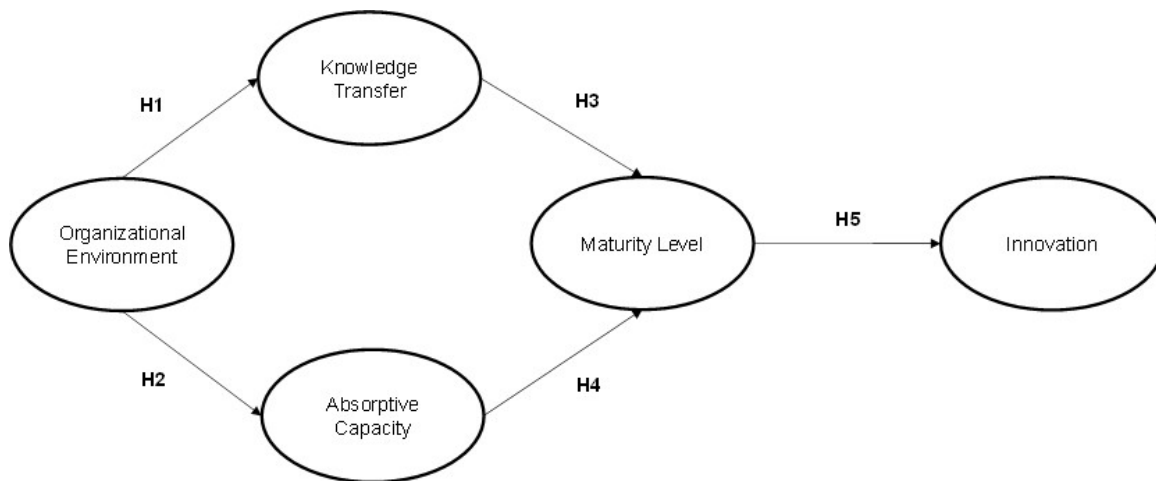 Knowledge
Transfer
H1
H3
Organizational
Environment
Maturity Level
H5
Innovation
H2
H4
Absorptive
Capacity